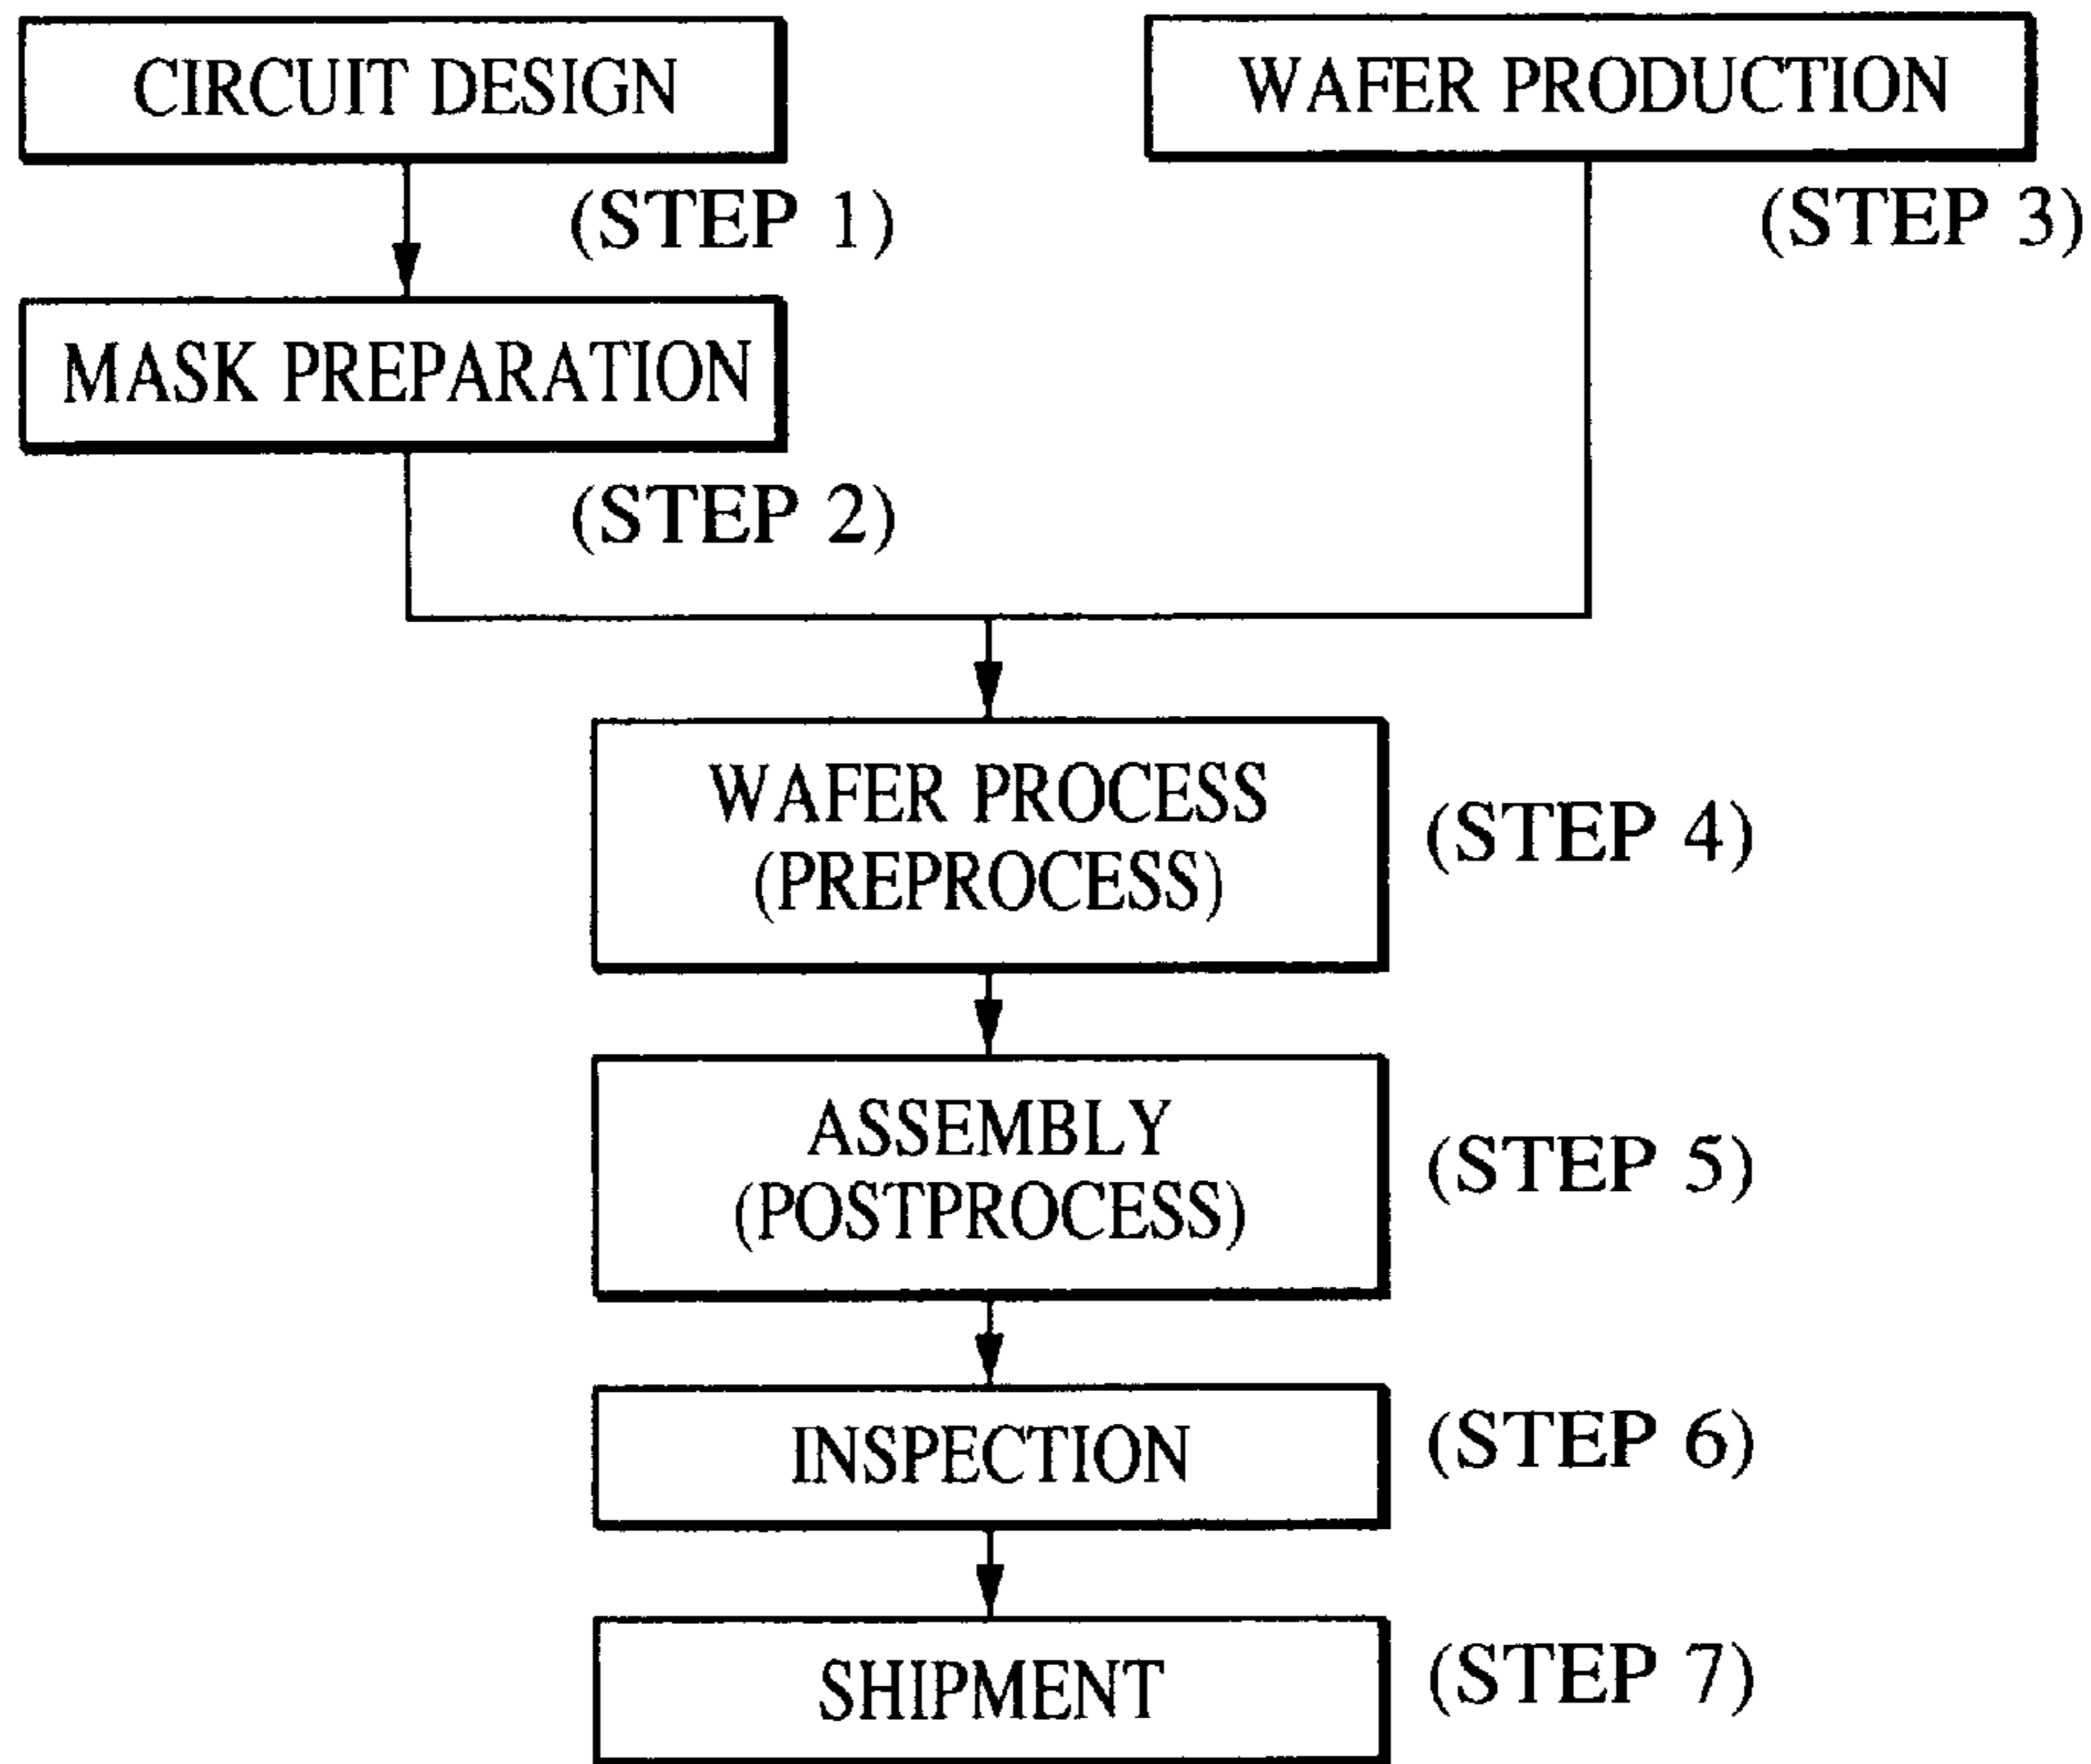 CIRCUIT DESIGN
(STEP 1)
MASK PREPARATION
(STEP 2)
WAFER PRODUCTION
(STEP 3)
WAFER PROCESS
(PREPROCESS)
(STEP 4)
ASSEMBLY
(POSTPROCESS)
(STEP 5)
INSPECTION
(STEP 6)
SHIPMENT
(STEP 7)